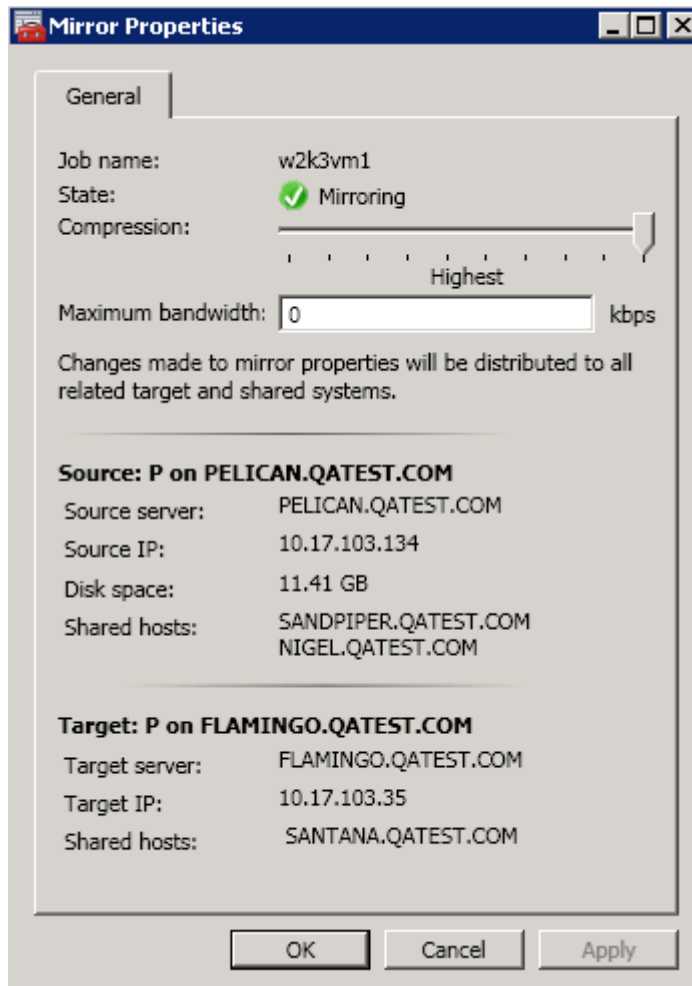 Mirror Properties
General
Job name: w2k3vm1
State: Mirroring
Compression:
Highest
Maximum bandwidth: 0 kbps
Changes made to mirror properties will be distributed to all
related target and shared systems.
Source: P on PELICAN.QATEST.COM
Source server: PELICAN.QATEST.COM
Source IP: 10.17.103.134
Disk space: 11.41 GB
Shared hosts: SANDPIPER.QATEST.COM
NIGEL.QATEST.COM
Target: P on FLAMINGO.QATEST.COM
Target server: FLAMINGO.QATEST.COM
Target IP: 10.17.103.35
Shared hosts: SANTANA.QATEST.COM
OK Cancel Apply